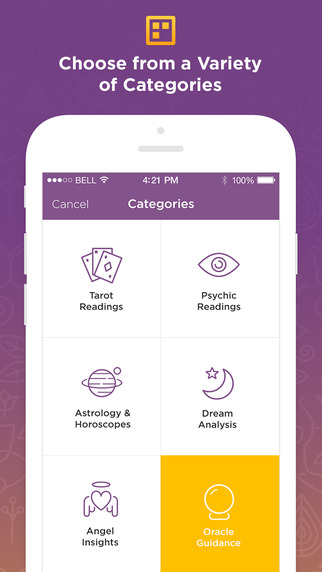 Choose from a Variety
of Categories
BELL 4:21 PM 100%
Cancel Categories
Tarot
Readings
Psychic
Readings
Astrology &
Horoscopes
Dream
Analysis
Angel
Insights
Oracle
Guidance